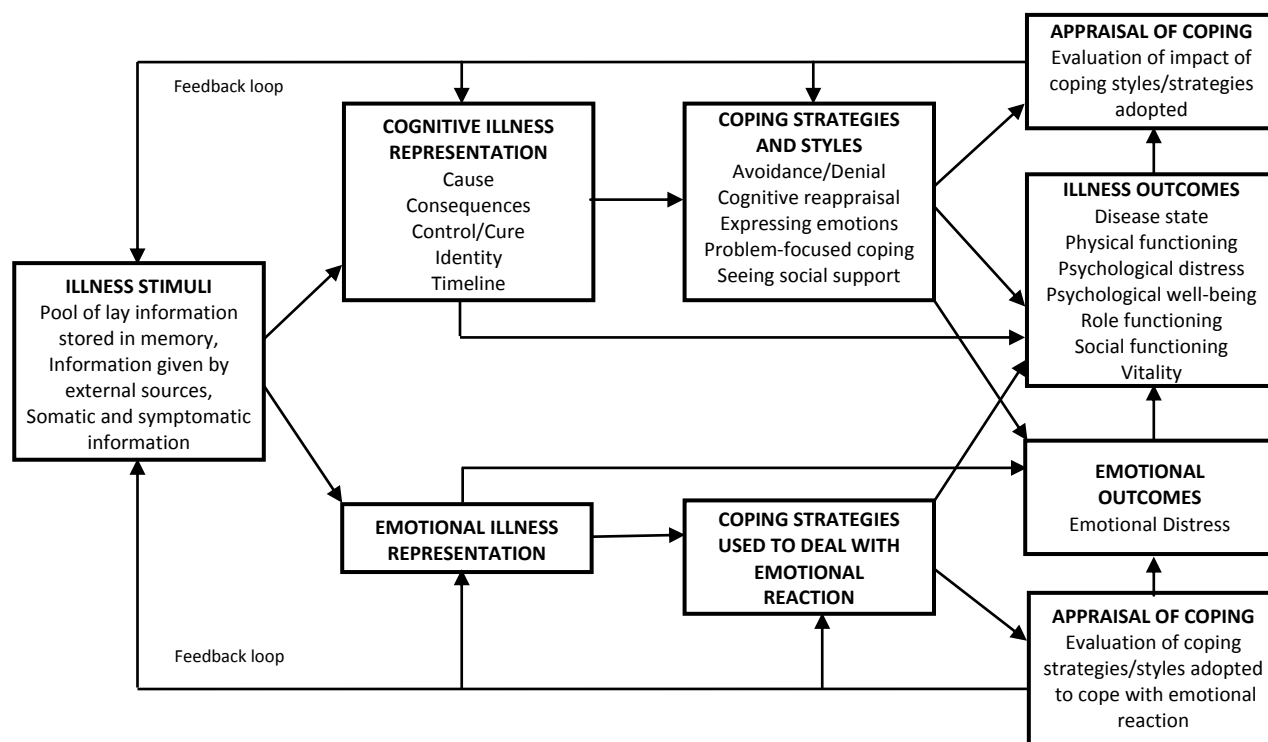 APPRAISAL OF COPING
Evaluation of impact of
coping styles/strategies
adopted
Feedback loop
COGNITIVE ILLNESS
REPRESENTATION
Cause
Consequences
Control/Cure
Identity
Timeline
COPING STRATEGIES
AND STYLES
Avoidance/Denial
Cognitive reappraisal
Expressing emotions
Problem-focused coping
Seeing social support
ILLNESS OUTCOMES
Disease state
Physical functioning
Psychological distress
Psychological well-being
Role functioning
Social functioning
Vitality
ILLNESS STIMULI
Pool of lay information
stored in memory,
Information given by
external sources,
Somatic and symptomatic
information
EMOTIONAL ILLNESS
REPRESENTATION
COPING STRATEGIES
USED TO DEAL WITH
EMOTIONAL
REACTION
EMOTIONAL
OUTCOMES
Emotional Distress
APPRAISAL OF COPING
Evaluation of coping
strategies/styles adopted
to cope with emotional
reaction
Feedback loop